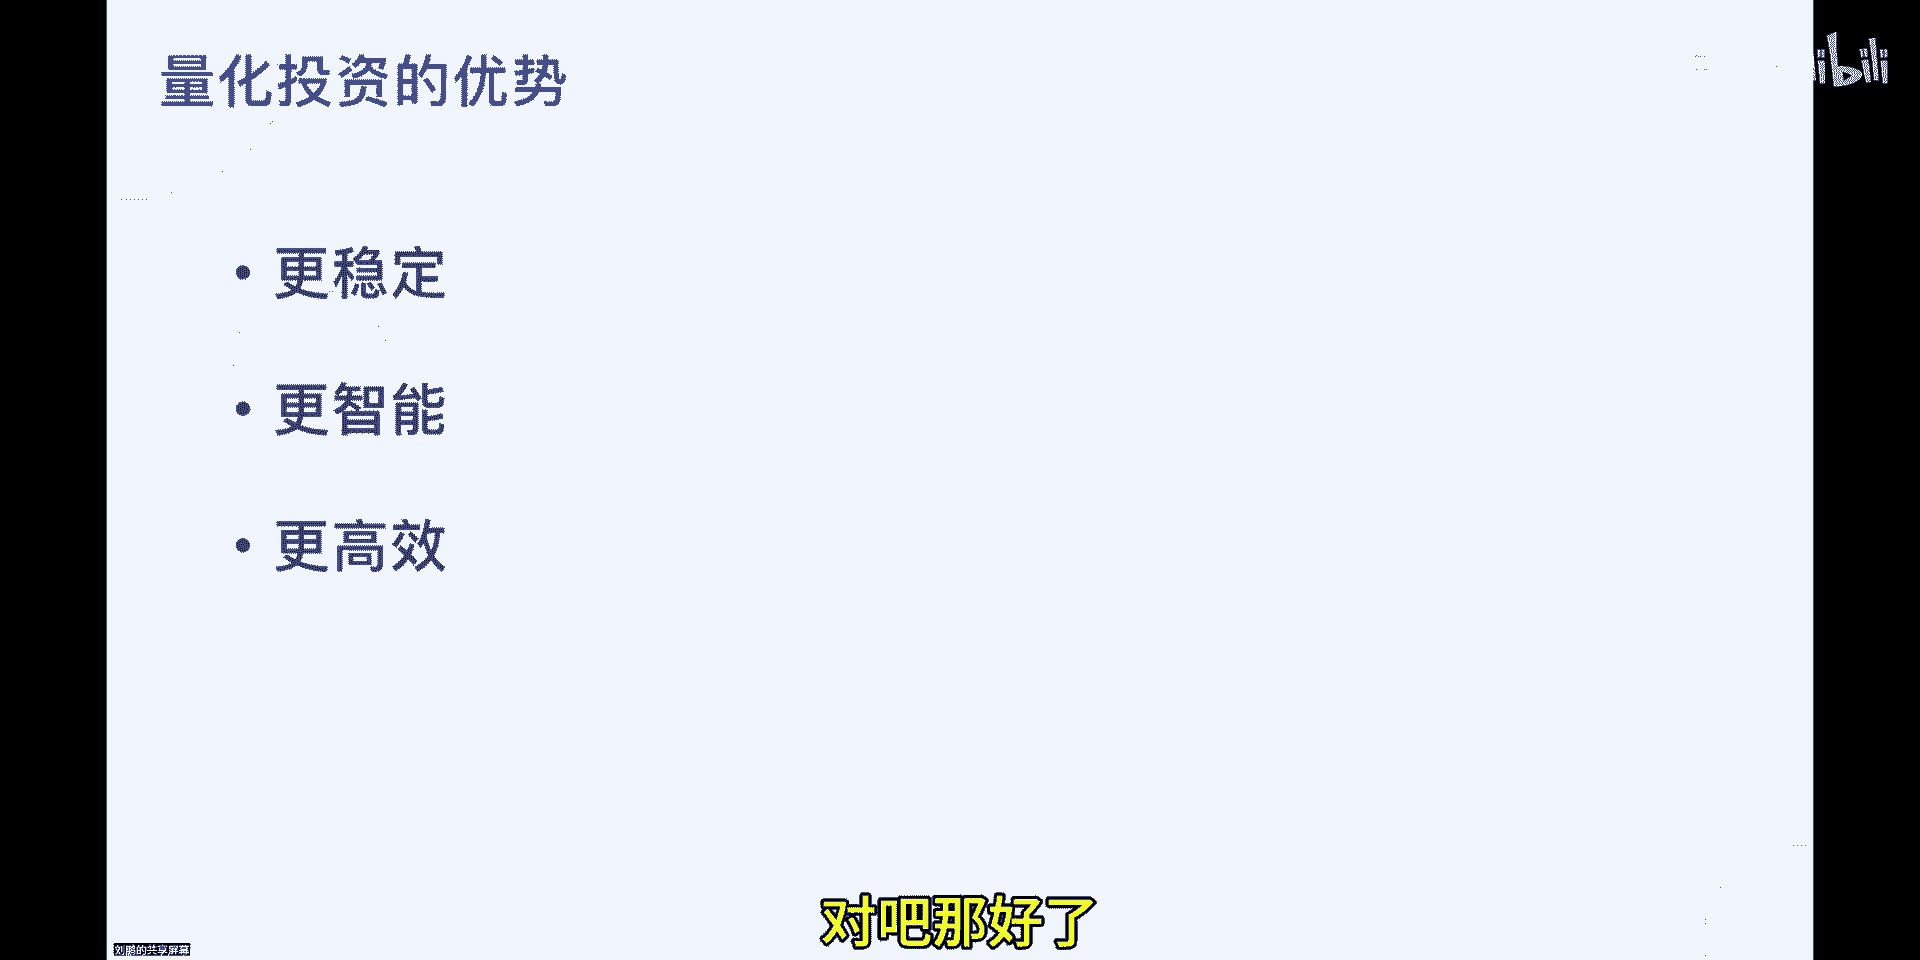 量化投资的优势
ibili
• 更稳定
• 更智能
• 更高效
对吧那好了
刘鹏的共享屏幕